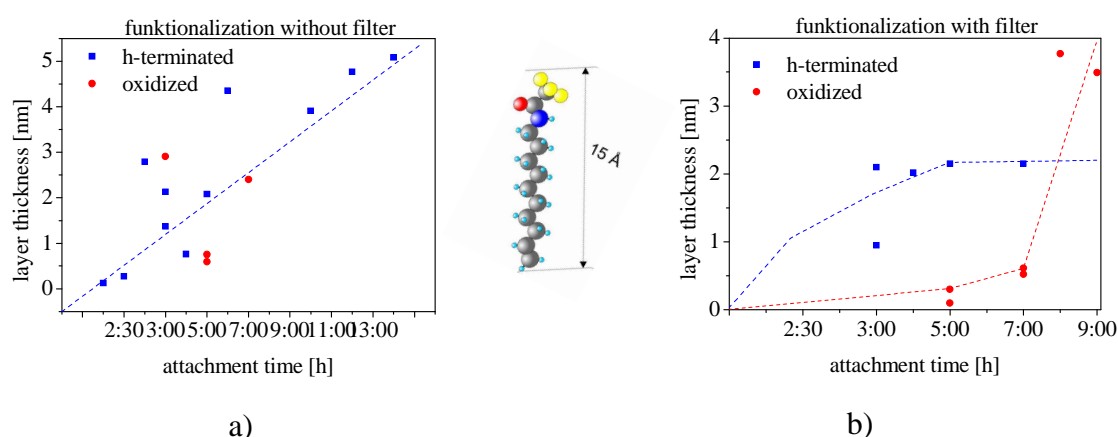 funktionalization without filter
h-terminated
oxidized
5
4
3
2
1
0
layer thickness [nm]
2:30 3:00 5:00 7:00 9:00 11:00 13:00
attachment time [h]
a)
15 Å
funktionalization with filter
h-terminated
oxidized
4
3
2
1
0
layer thickness [nm]
2:30 3:00 5:00 7:00 9:00
attachment time [h]
b)